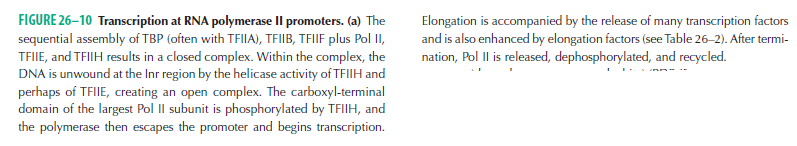 FIGURE 26–10 Transcription at RNA polymerase II promoters. (a) The
sequential assembly of TBP (often with TFIIA), TFIIB, TFIIF plus Pol II,
TFIIE, and TFIIH results in a closed complex. Within the complex, the
DNA is unwound at the Inr region by the helicase activity of TFIIH and
perhaps of TFIIE, creating an open complex. The carboxyl-terminal
domain of the largest Pol II subunit is phosphorylated by TFIIH, and
the polymerase then escapes the promoter and begins transcription.
Elongation is accompanied by the release of many transcription factors
and is also enhanced by elongation factors (see Table 26–2). After termi-
nation, Pol II is released, dephosphorylated, and recycled.